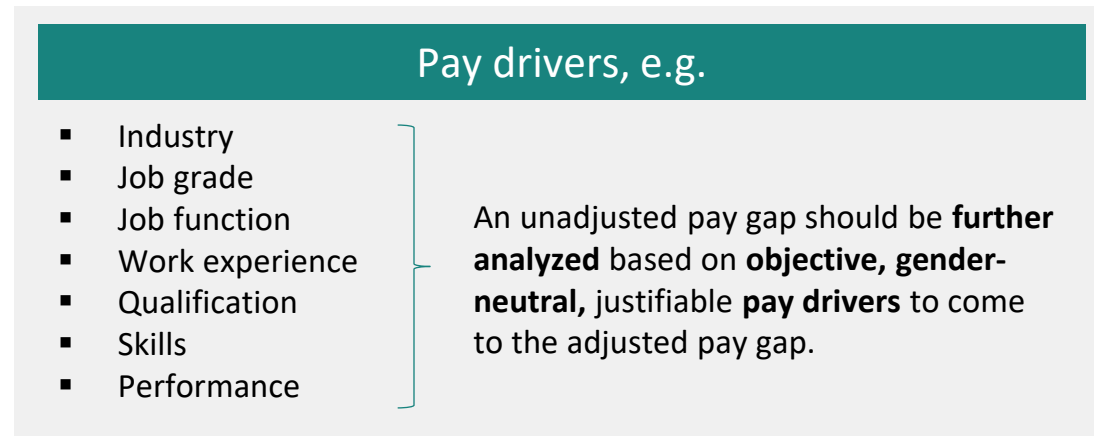 Pay drivers, e.g.
▪ Industry
▪ Job grade
▪ Job function
▪ Work experience
▪ Qualification
▪ Skills
▪ Performance
An unadjusted pay gap should be further
analyzed based on objective, gender-
neutral, justifiable pay drivers to come
to the adjusted pay gap.